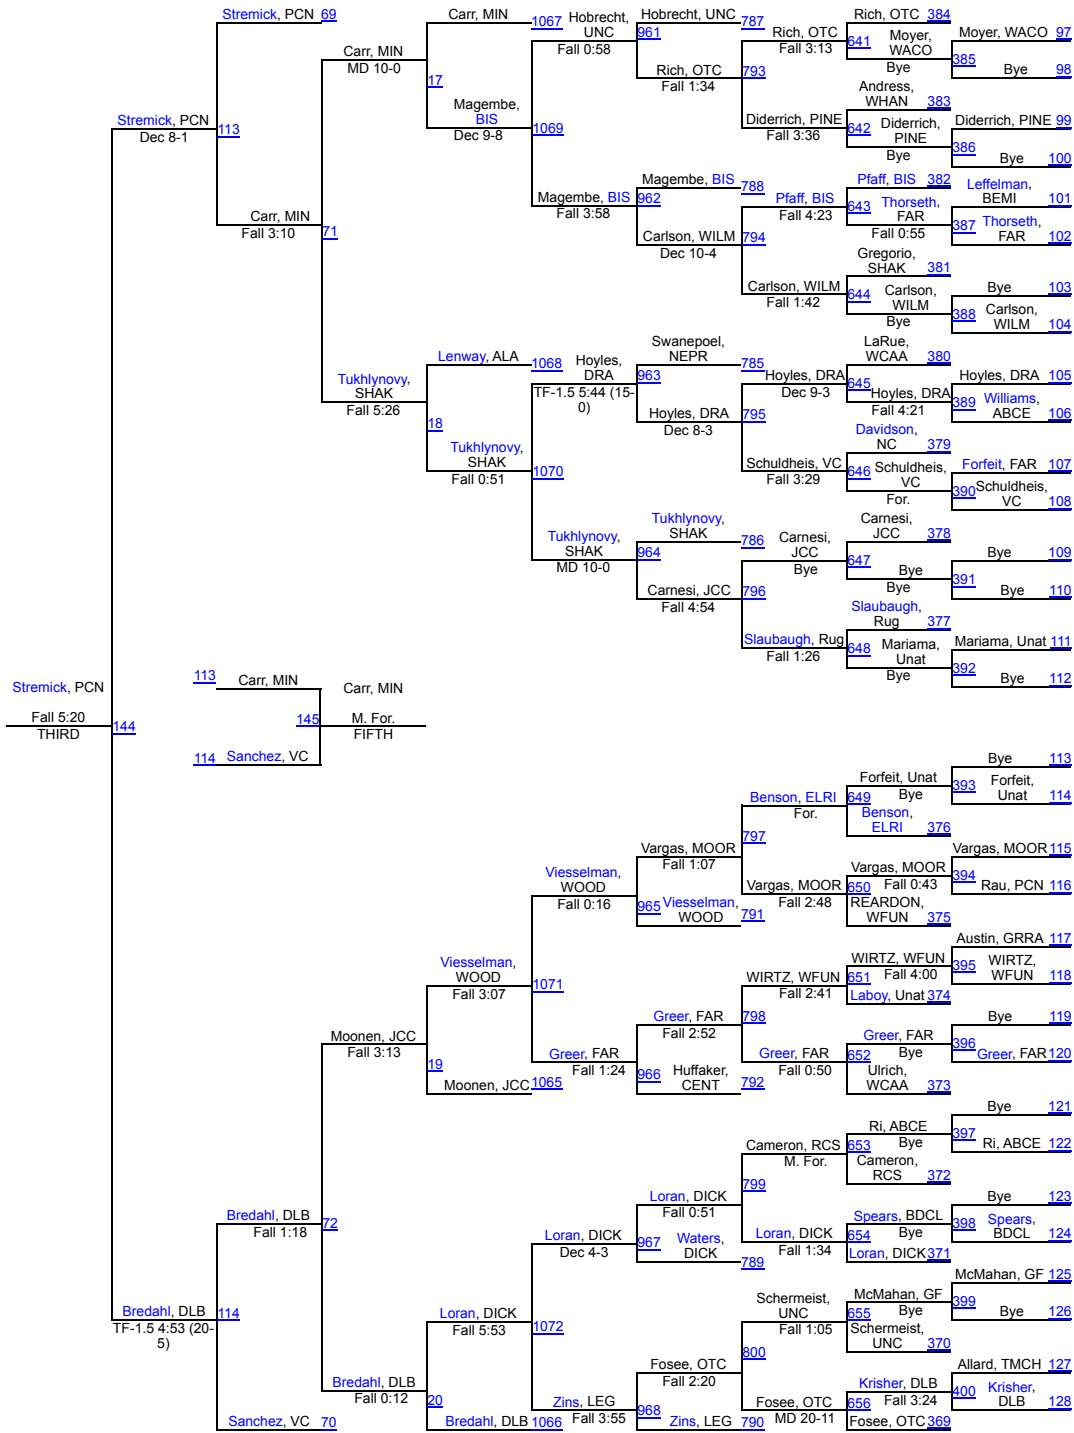 Stremick, PCN 69
Carr, MIN
1067
Hobrecht,
UNC
Fall 0:58
Hobrecht, UNC 787
961
Rich, OTC
Fall 3:13
Rich, OTC 384
641
Moyer,
WACO
Bye
Moyer, WACO 97
385
Bye 98
Carr, MIN
MD 10-0
17
Rich, OTC
Fall 1:34
793
Andress,
WHAN 383
Magembe,
BIS
Dec 9-8
1069
Stremick, PCN
Dec 8-1
113
Diderrich, PINE
Fall 3:36
642
Diderrich,
PINE
Bye
Diderrich, PINE 99
386
Bye 100
Magembe, BIS 788
Pfaff, BIS 382
Pfaff, BIS
Fall 4:23
643
Thorseth,
FAR
Fall 0:55
Leffelman,
BEMI 101
387
Thorseth,
FAR 102
Magembe, BIS
Fall 3:58
962
Carr, MIN
Fall 3:10
71
Carlson, WILM
Dec 10-4
794
Gregorio,
SHAK 381
Carlson, WILM
Fall 1:42
644
Carlson,
WILM
Bye
Bye 103
388
Carlson,
WILM 104
Swanepoel,
NEPR 785
LaRue,
WCAA 380
Lenway, ALA 1068
Hoyles,
DRA
TF-1.5 5:44 (15-
0)
963
Hoyles, DRA
Dec 9-3
645
Hoyles, DRA
Fall 4:21
Hoyles, DRA 105
389
Williams,
ABCE 106
Tukhlynovy,
SHAK
Fall 5:26
18
Hoyles, DRA
Dec 8-3
795
Davidson,
NC 379
Tukhlynovy,
SHAK
Fall 0:51
1070
Schuldheis, VC
Fall 3:29
646
Schuldheis,
VC
For.
Forfeit, FAR 107
390
Schuldheis,
VC 108
Tukhlynovy,
SHAK 786
Carnesi,
JCC 378
Tukhlynovy,
SHAK
MD 10-0
964
Carnesi,
JCC
Bye
647
Bye
Bye
Bye 109
391
Bye 110
Carnesi, JCC
Fall 4:54
796
Slaubaugh,
Rug 377
Slaubaugh, Rug
Fall 1:26
648
Mariama,
Unat
Bye
Mariama, Unat 111
392
Bye 112
Stremick, PCN
Fall 5:20
THIRD
144
113
Carr, MIN
145
Carr, MIN
M. For.
FIFTH
114 Sanchez, VC
Bye 113
Forfeit, Unat
Bye
393
Forfeit,
Unat 114
Benson, ELRI
For.
649
Benson,
ELRI 376
797
Vargas, MOOR
Fall 1:07
Vargas, MOOR 115
Vargas, MOOR
Fall 0:43
394
Rau, PCN 116
Viesselman,
WOOD
Fall 0:16
965
Viesselman,
WOOD 791
Vargas, MOOR
Fall 2:48
650
REARDON,
WFUN 375
Austin, GRRA 117
WIRTZ, WFUN
Fall 4:00
395
WIRTZ,
WFUN 118
Viesselman,
WOOD
Fall 3:07
1071
WIRTZ, WFUN
Fall 2:41
651
Laboy, Unat 374
Greer, FAR
Fall 2:52
798
Bye 119
Moonen, JCC
Fall 3:13
19
Greer, FAR
Bye
396
Greer, FAR 120
Greer, FAR
Fall 1:24
966
Huffaker,
CENT 792
Greer, FAR
Fall 0:50
652
Ulrich,
WCAA 373
Moonen, JCC 1065
Bye 121
Ri, ABCE
Bye
397
Ri, ABCE 122
Cameron, RCS
M. For.
653
Cameron,
RCS 372
Loran, DICK
Fall 0:51
799
Bye 123
Bredahl, DLB
Fall 1:18
72
Spears, BDCL
Bye
398
Spears,
BDCL 124
Loran, DICK
Dec 4-3
967
Waters,
DICK 789
Loran, DICK
Fall 1:34
654
Loran, DICK 371
McMahan, GF 125
McMahan, GF
Bye
399
Bye 126
Bredahl, DLB
TF-1.5 4:53 (20-
5)
114
Loran, DICK
Fall 5:53
1072
Schermeist,
UNC
Fall 1:05
655
Schermeist,
UNC 370
800
Fosee, OTC
Fall 2:20
Allard, TMCH 127
Krisher, DLB
Fall 3:24
400
Krisher,
DLB 128
Bredahl, DLB
Fall 0:12
20
Zins, LEG
Fall 3:55
968
Fosee, OTC
MD 20-11
656
Fosee, OTC 369
Sanchez, VC 70
Bredahl, DLB 1066
Zins, LEG 790